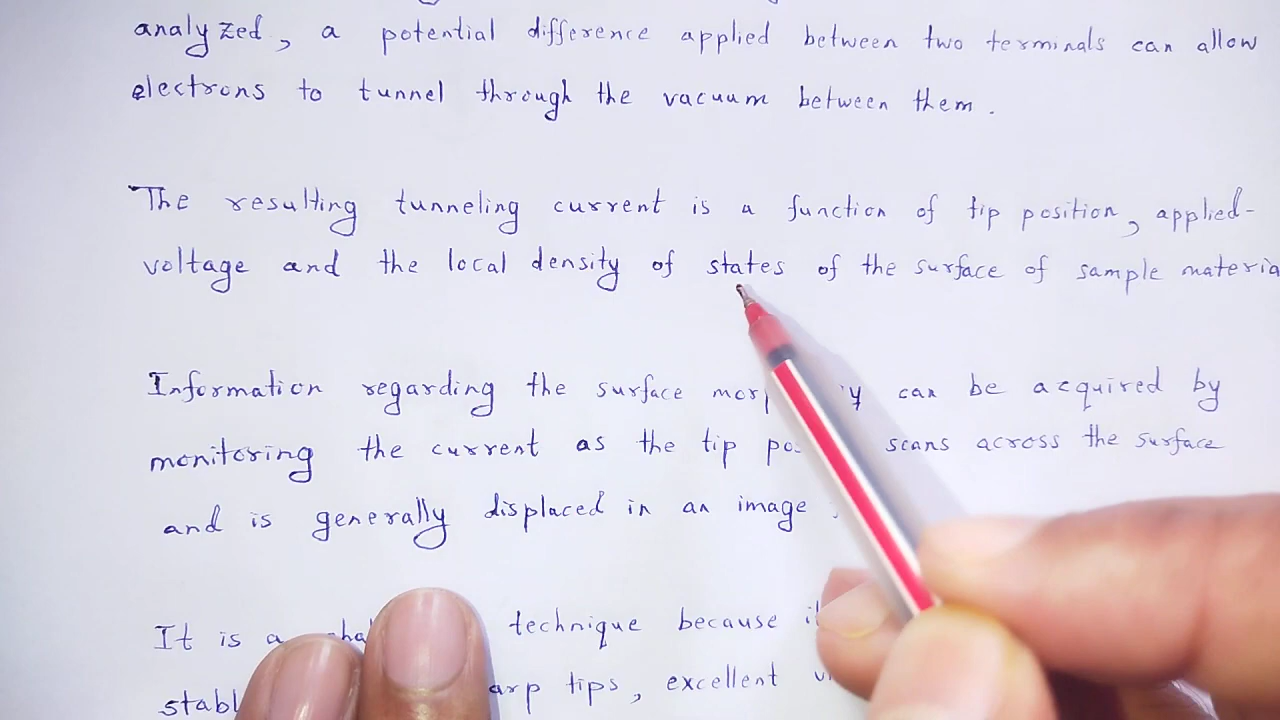 analyzed, a potential difference applied between two terminals can allow
electrons to tunnel through the vacuum between them.
The resulting tunneling current is a function of tip position, applied-
voltage and the local density of states of the surface of sample materia
Information regarding the surface can be acquired by
monitoring the current as the tip scans across the surface
and is generally displaced in an image.
It is a technique because
tips, excellent